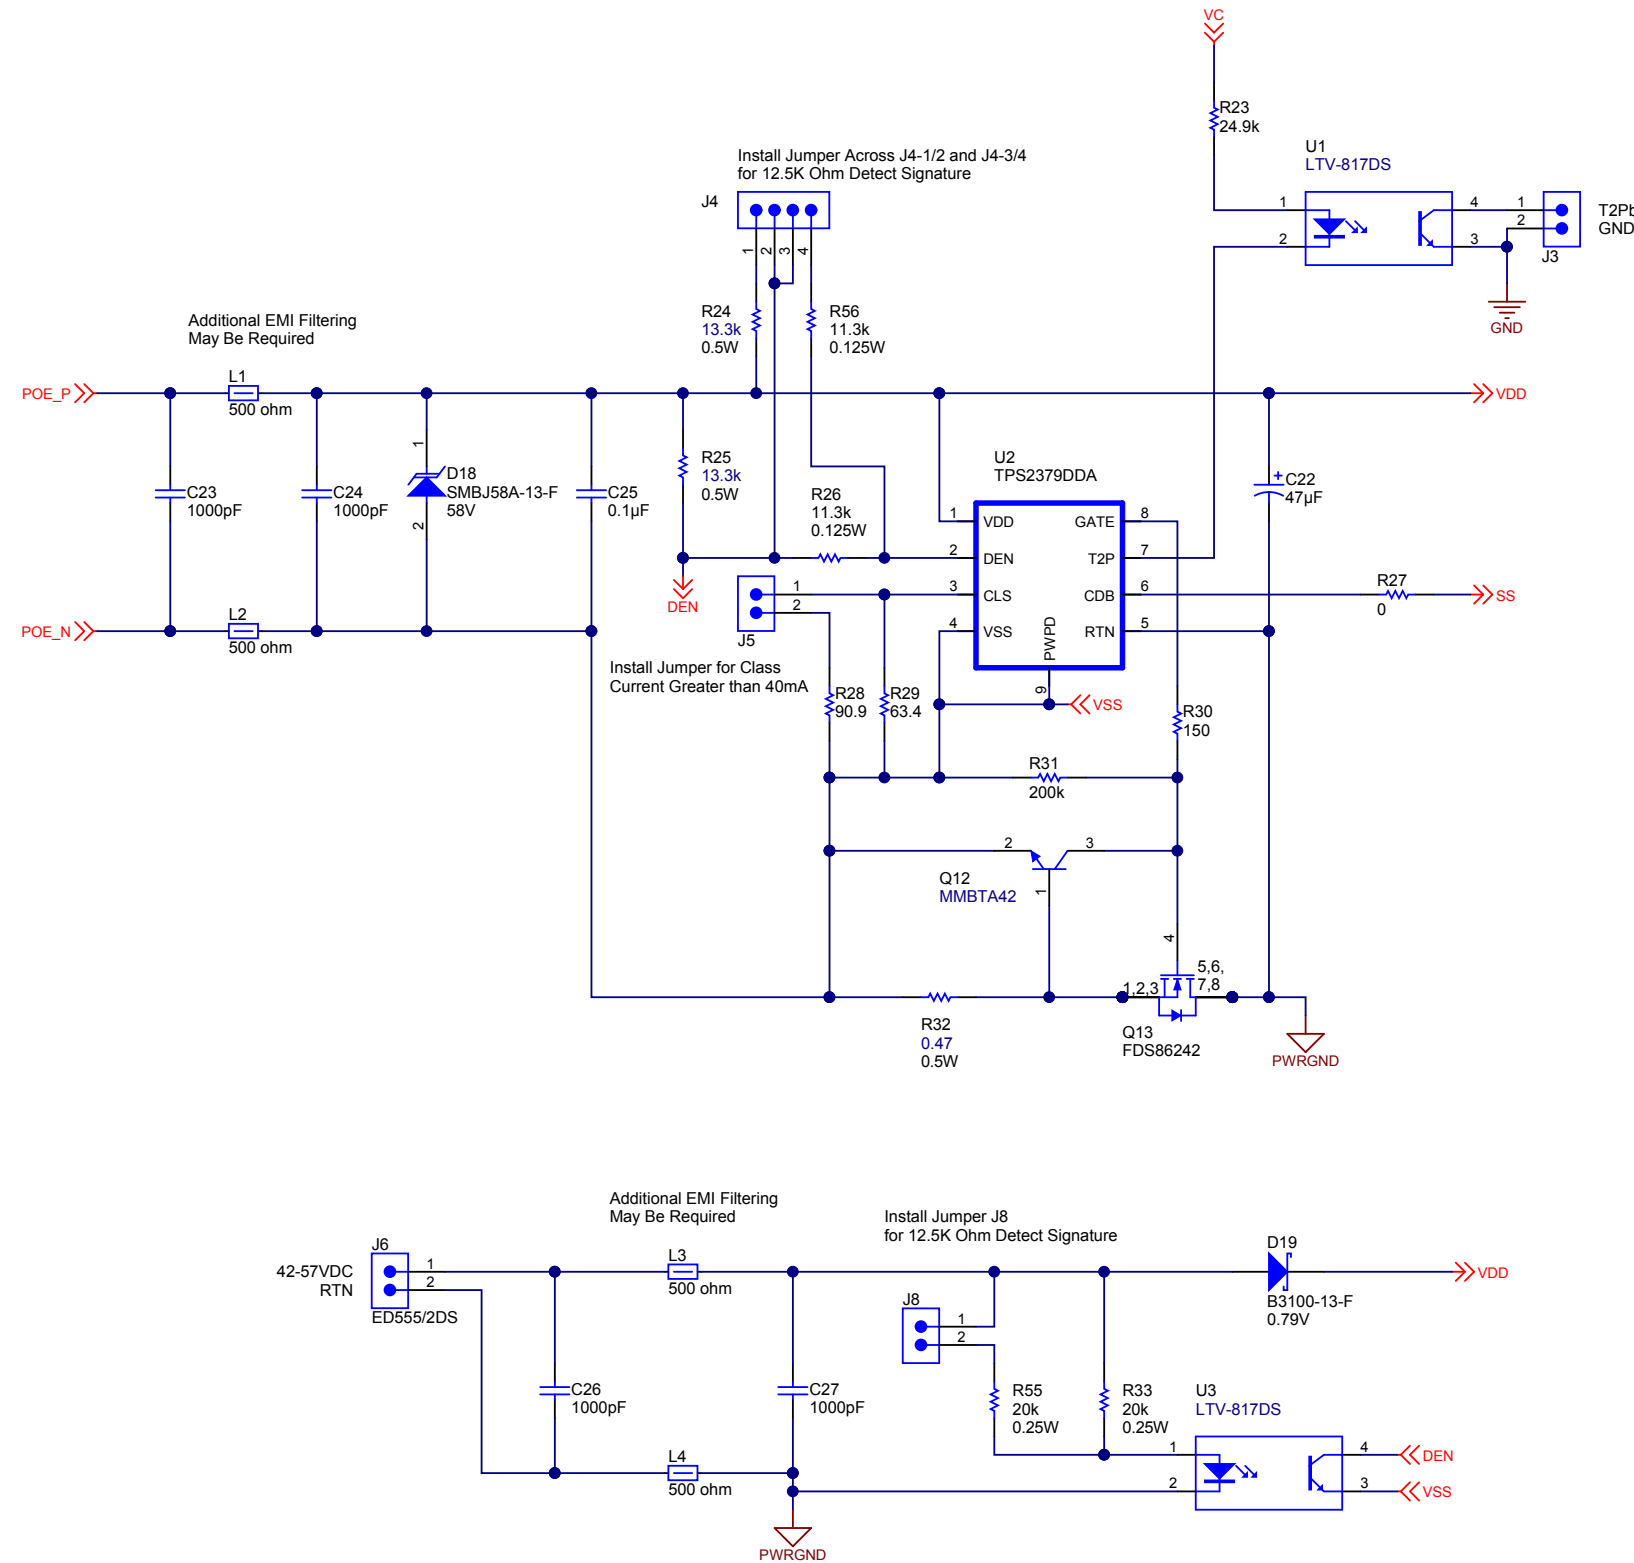 VC
R23
24.9k
U1
LTV-817DS
1
2
4
3
1
2
J3
GND
GND
Install Jumper Across J4-1/2 and J4-3/4
for 12.5K Ohm Detect Signature
J4
1
2
3
4
R24
13.3k
0.5W
R56
11.3k
0.125W
Additional EMI Filtering
May Be Required
POE_P
L1
500 ohm
VDD
C23
1000pF
C24
1000pF
1
D18
SMBJ58A-13-F
58V
2
C25
0.1µF
R25
13.3k
0.5W
R26
11.3k
0.125W
DEN
U2
TPS2379DDA
1
VDD
2
DEN
3
CLS
4
VSS
PWPD
9
GATE
8
T2P
7
CDB
6
RTN
5
C22
+
47µF
R27
0
SS
POE_N
L2
500 ohm
J5
1
2
Install Jumper for Class
Current Greater than 40mA
R28
90.9
R29
63.4
VSS
R30
150
R31
200k
2
3
1
Q12
MMBTA42
4
1,2,3
5,6,
7,8
Q13
FDS86242
R32
0.47
0.5W
PWRGND
Additional EMI Filtering
May Be Required
Install Jumper J8
for 12.5K Ohm Detect Signature
J6
42-57VDC
RTN
1
2
ED555/2DS
L3
500 ohm
D19
B3100-13-F
0.79V
VDD
J8
1
2
C26
1000pF
C27
1000pF
R55
20k
0.25W
R33
20k
0.25W
U3
LTV-817DS
1
2
4
3
DEN
VSS
L4
500 ohm
PWRGND